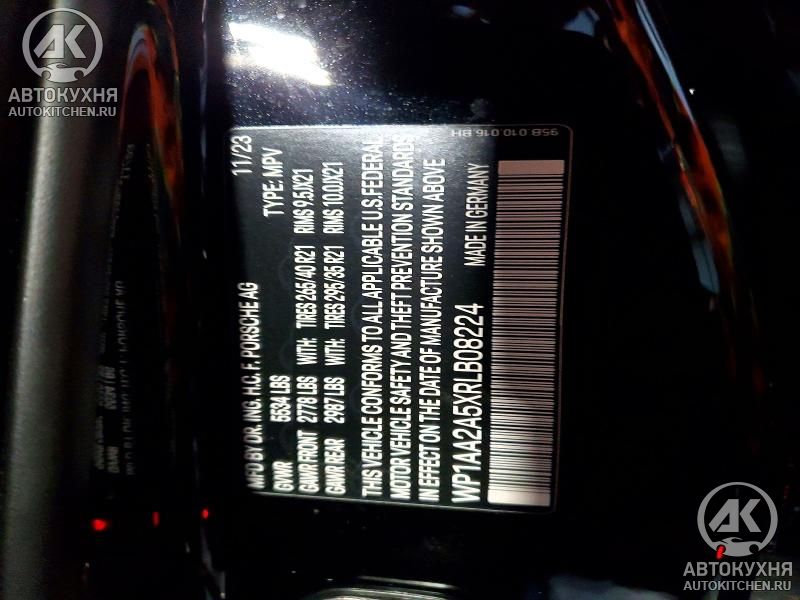 AK
АВТОКУХНЯ
AUTOKITCHEN.RU
MFD BY DR. ING. H.C. F. PORSCHE AG 11/23
GVWR 5534 LBS TYPE: MPV
GAWR FRONT 2778 LBS WITH: TIRES 265/40 R21 RIMS 9.5JX21
GAWR REAR 2987 LBS WITH: TIRES 295/35 R21 RIMS 10.0JX21
THIS VEHICLE CONFORMS TO ALL APPLICABLE U.S. FEDERAL
MOTOR VEHICLE SAFETY AND THEFT PREVENTION STANDARDS
IN EFFECT ON THE DATE OF MANUFACTURE SHOWN ABOVE
WP1AA2A5XRLB08224 MADE IN GERMANY
95B 010 016 BH
AK
АВТОКУХНЯ
AUTOKITCHEN.RU